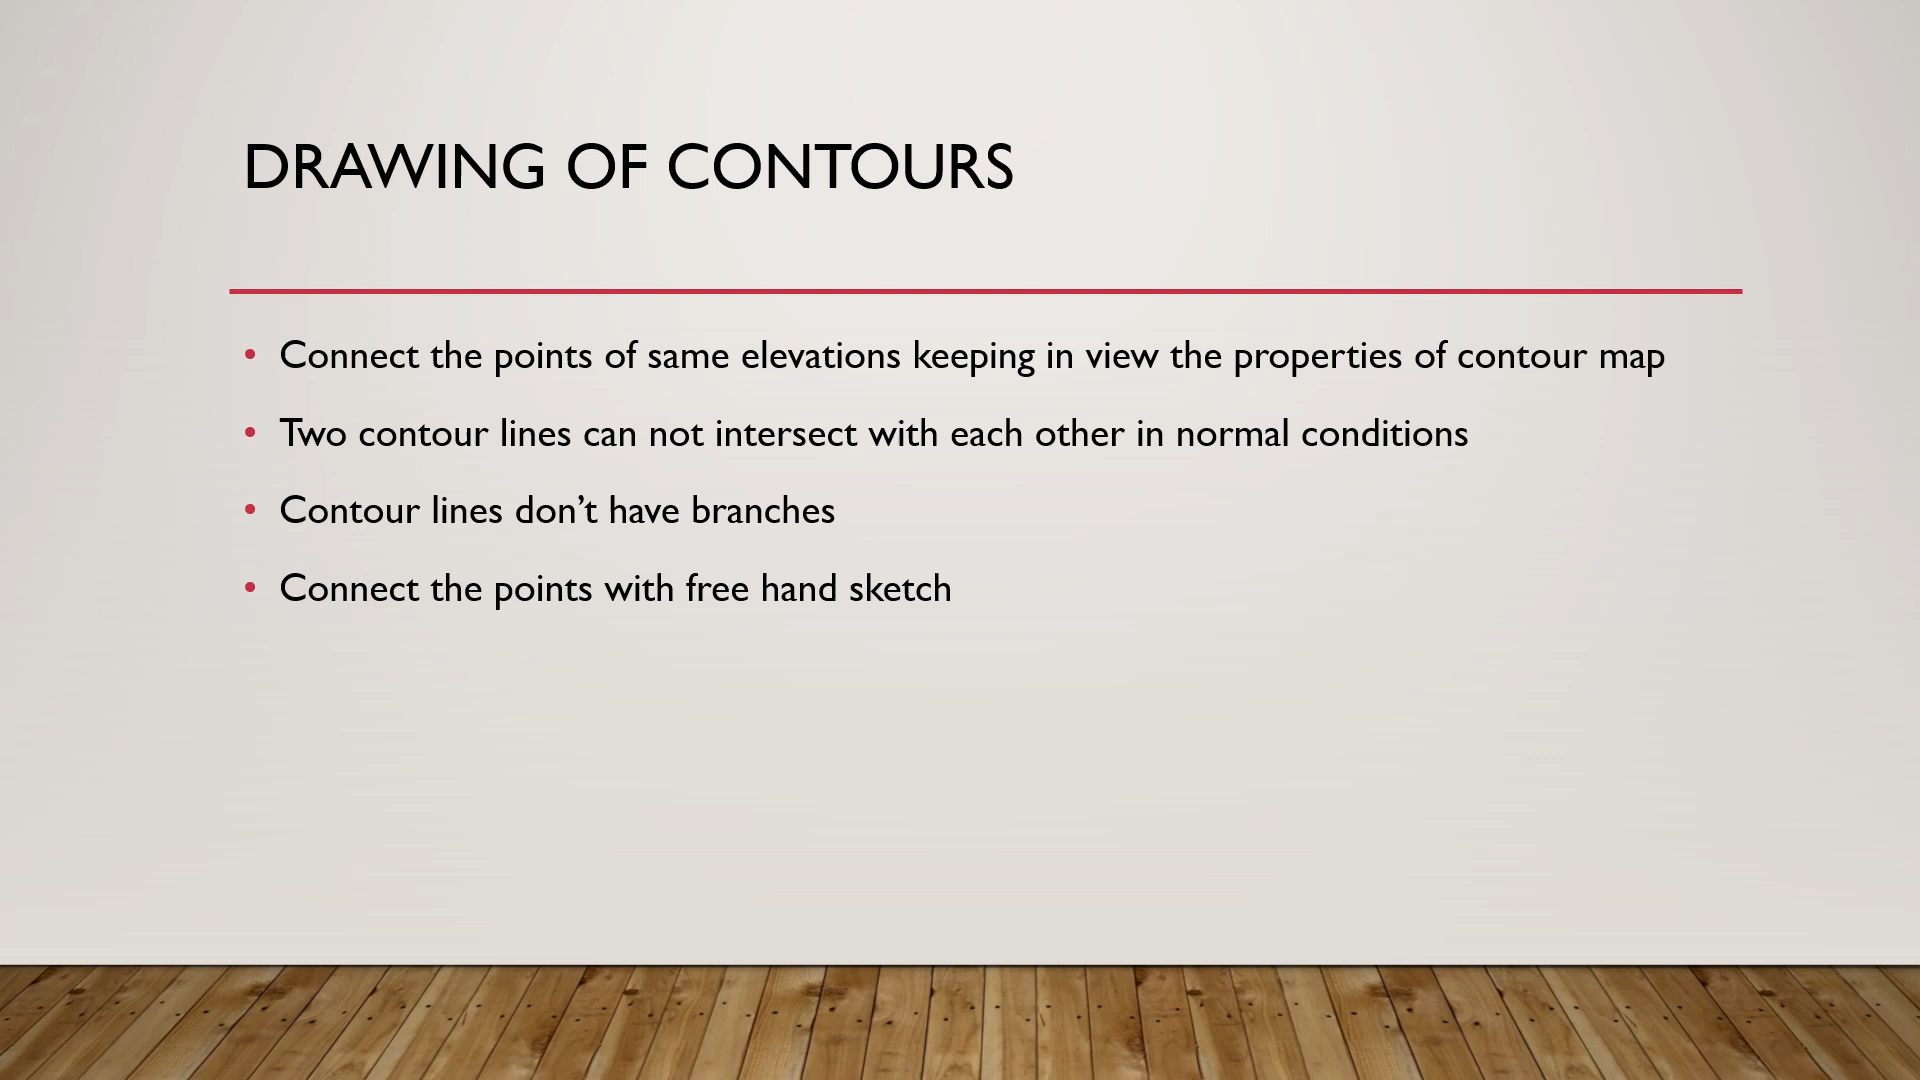 DRAWING OF CONTOURS
• Connect the points of same elevations keeping in view the properties of contour map
• Two contour lines can not intersect with each other in normal conditions
• Contour lines don’t have branches
• Connect the points with free hand sketch